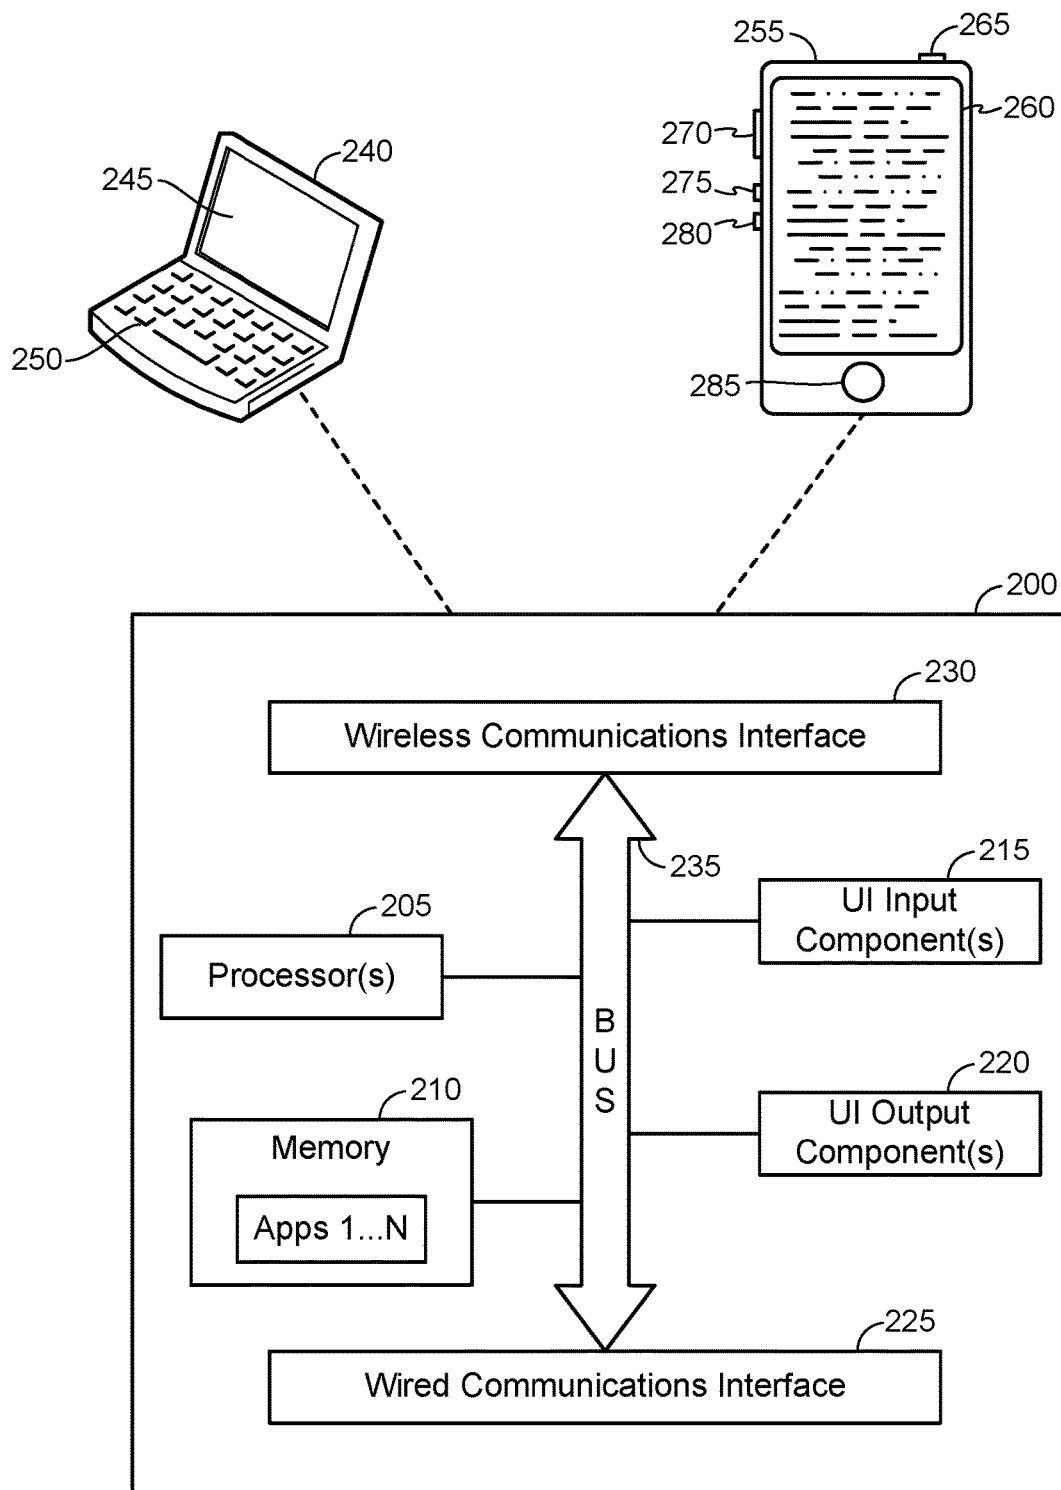 255
265
260
270
275
280
285
240
245
250
200
230
Wireless Communications Interface
235
215
UI Input
Component(s)
205
Processor(s)
BUS
220
UI Output
Component(s)
210
Memory
Apps 1...N
225
Wired Communications Interface